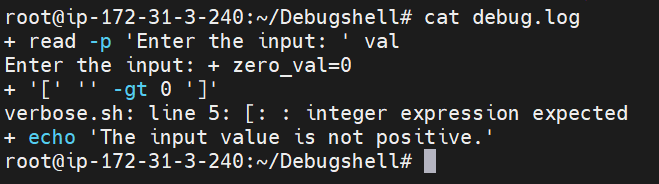 root@ip-172-31-3-240:~/Debugshell# cat debug.log
+ read -p 'Enter the input: ' val
Enter the input: + zero_val=0
+ '[' '' -gt 0 ']'
verbose.sh: line 5: [: : integer expression expected
+ echo 'The input value is not positive.'
root@ip-172-31-3-240:~/Debugshell#